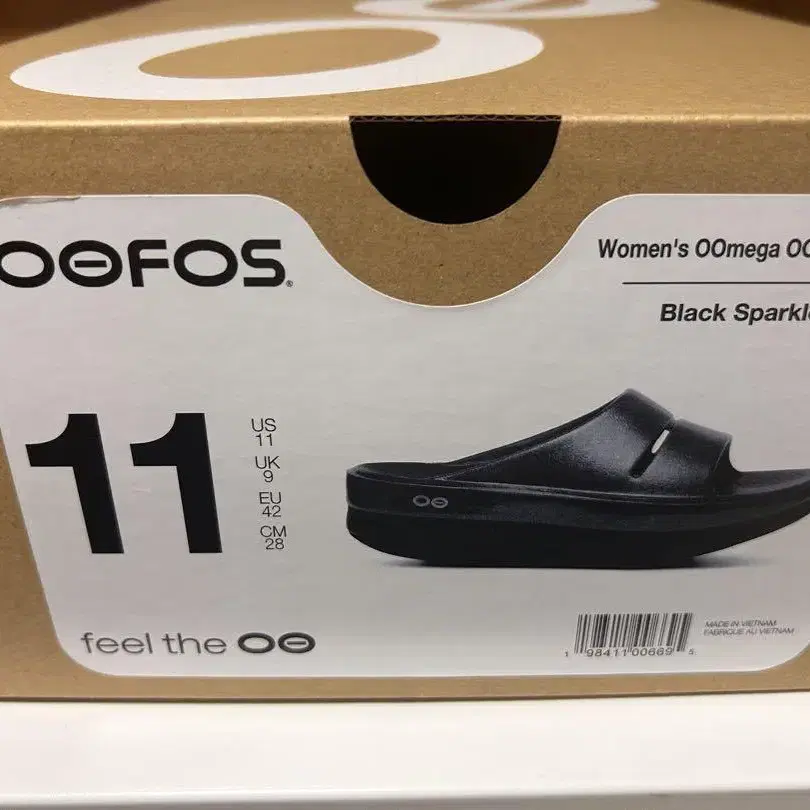 OOFOS®
Women's OOmega OO
Black Sparkle
11
US
11
UK
9
EU
42
CM
28
OO
feel the OO
1 98411 00669 5
MADE IN VIETNAM
FABRIQUE AU VIETNAM